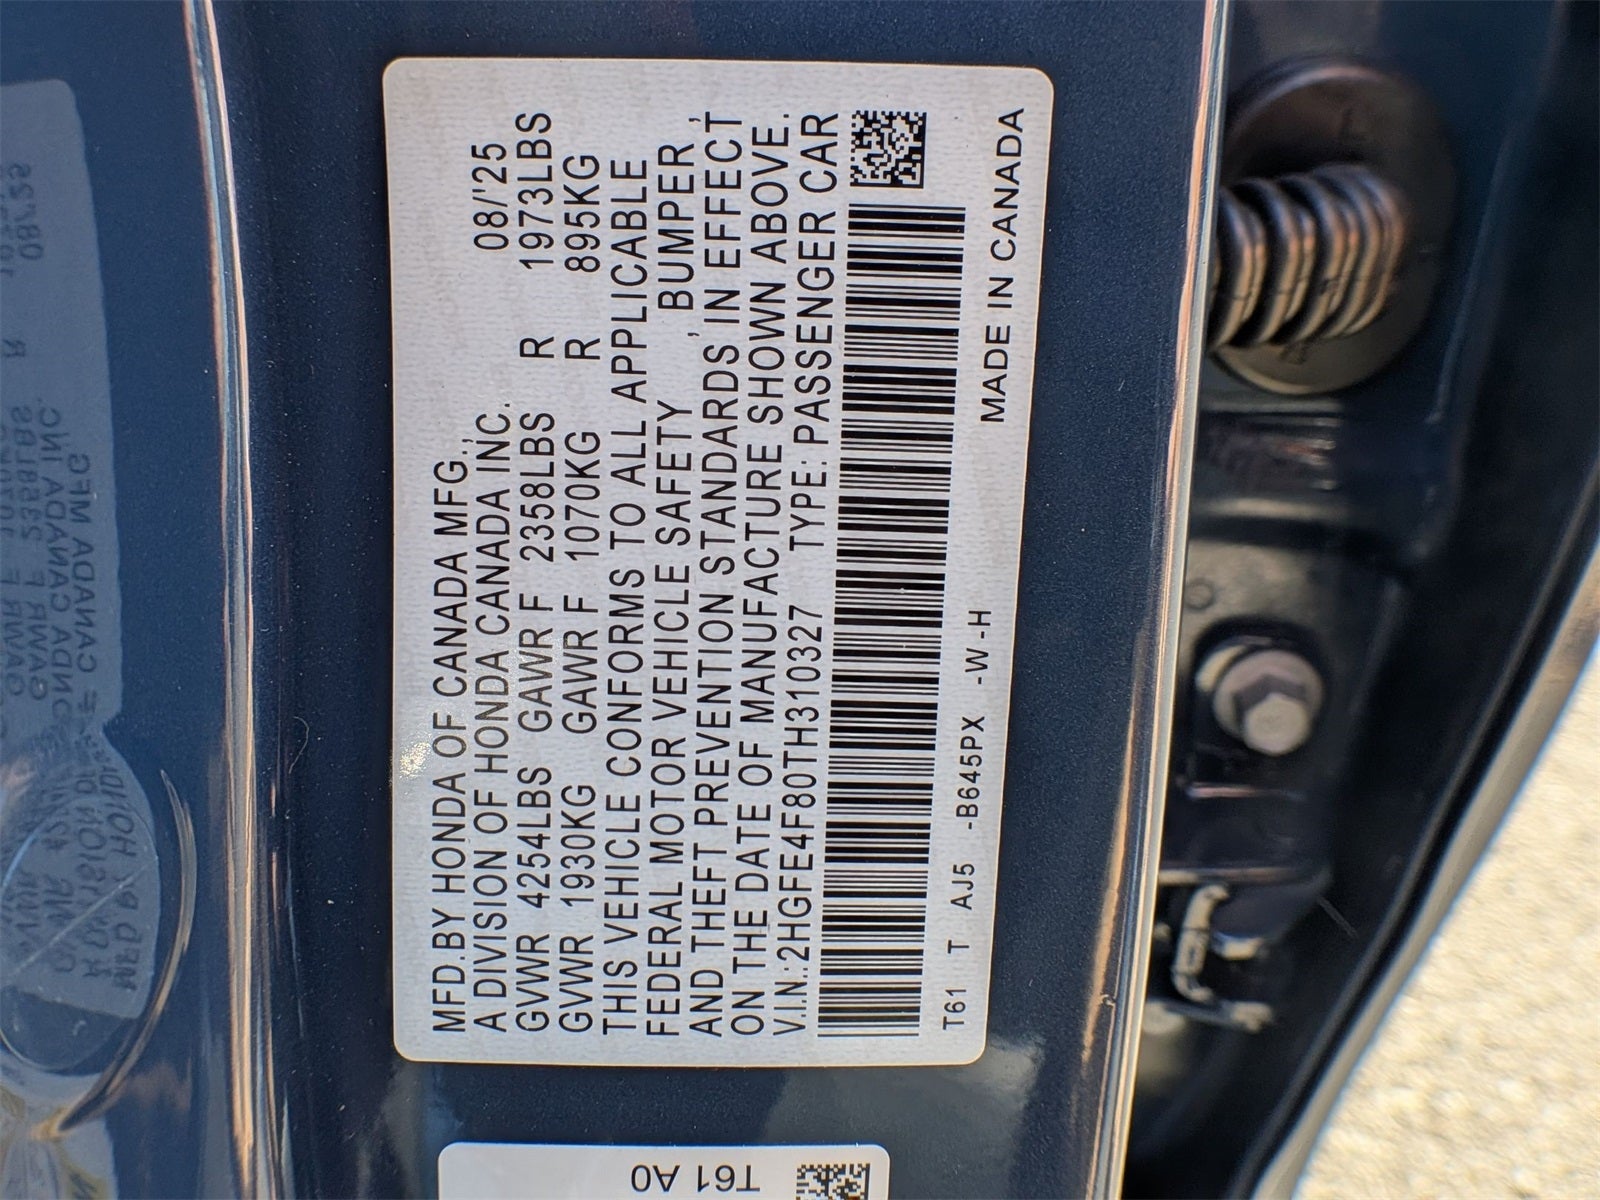 MFD.BY HONDA OF CANADA MFG.,
A DIVISION OF HONDA CANADA INC. 08/'25
GVWR 4254LBS GAWR F 2358LBS R 1973LBS
GVWR 1930KG GAWR F 1070KG R 895KG
THIS VEHICLE CONFORMS TO ALL APPLICABLE
FEDERAL MOTOR VEHICLE SAFETY, BUMPER,
AND THEFT PREVENTION STANDARDS IN EFFECT
ON THE DATE OF MANUFACTURE SHOWN ABOVE.
V.I.N.:2HGFE4F80TH310327 TYPE: PASSENGER CAR
T61 T AJ5 -B645PX -W-H MADE IN CANADA
T61 A0